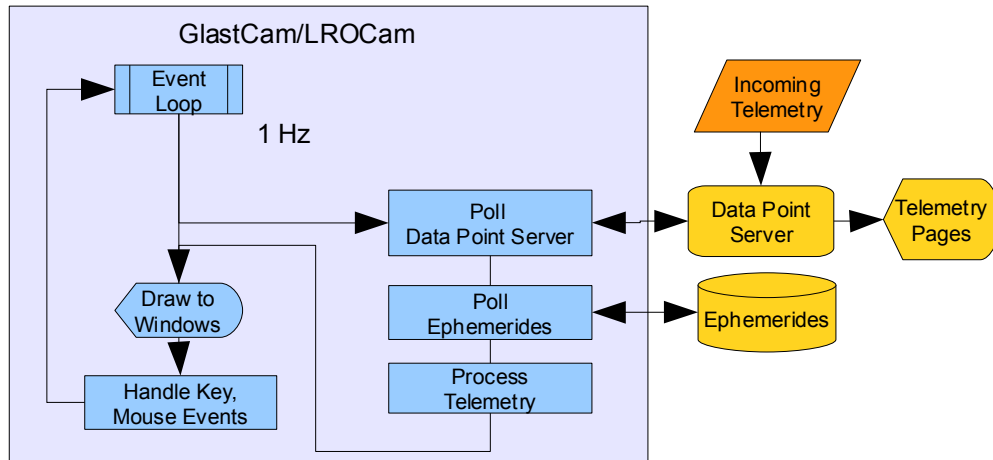 GlastCam/LROCam
Event
Loop
1 Hz
Incoming
Telemetry
Poll
Data Point Server
Data Point
Server
Telemetry
Pages
Draw to
Windows
Poll
Ephemerides
Ephemerides
Handle Key,
Mouse Events
Process
Telemetry